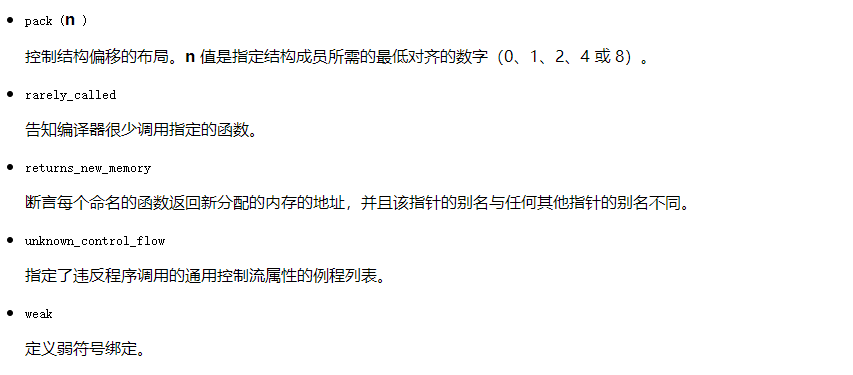 pack (n )
控制结构偏移的布局。n 值是指定结构成员所需的最低对齐的数字（0、1、2、4 或 8）。
rarely_called
告知编译器很少调用指定的函数。
returns_new_memory
断言每个命名的函数返回新分配的内存的地址，并且该指针的别名与任何其他指针的别名不同。
unknown_control_flow
指定了违反程序调用的通用控制流属性的例程列表。
weak
定义弱符号绑定。